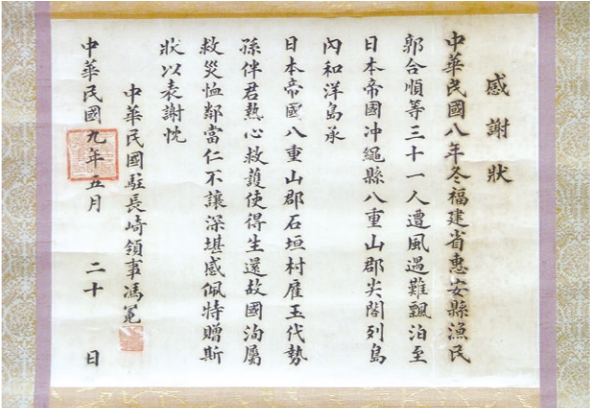 感謝狀
中華民國八年冬福建省惠安縣漁民
郭合順等三十一人遭風遇難飄泊至
日本帝國冲繩縣八重山郡尖閣列島
內和洋島承
日本帝國八重山郡石垣村雇玉代勢
孫伴君熱心救護使得生還故國洵屬
救災恤鄰當仁不讓深堪感佩特贈斯
狀以表謝忱
中華民國駐長崎領事馮冕
中華民國九年五月二十日